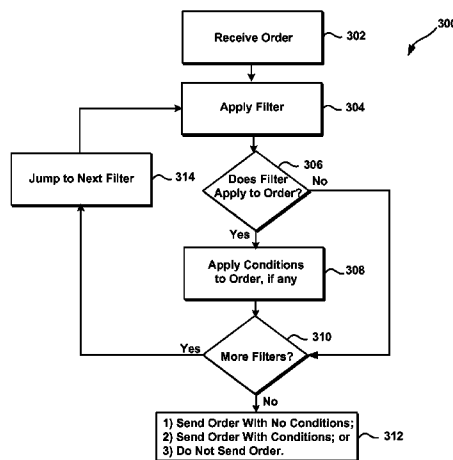 300
Receive Order
302
Apply Filter
304
Jump to Next Filter
314
306
Does Filter
Apply to Order?
No
Yes
Apply Conditions
to Order, if any
308
310
More Filters?
Yes
No
1) Send Order With No Conditions;
2) Send Order With Conditions; or
3) Do Not Send Order.
312